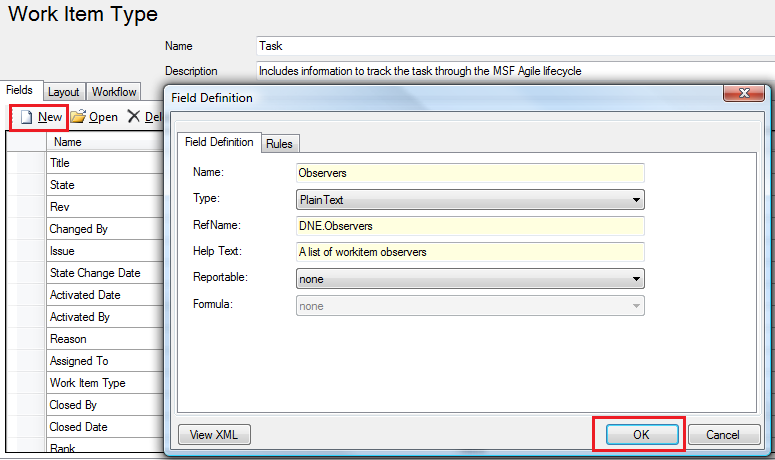 Work Item Type
Name Task
Description Includes information to track the task through the MSF Agile lifecycle
Fields Layout Workflow
New Open Del
Name
Title
State
Rev
Changed By
Issue
State Change Date
Activated Date
Activated By
Reason
Assigned To
Work Item Type
Closed By
Closed Date
Rank
Field Definition
Field Definition Rules
Name: Observers
Type: PlainText
RefName: DNE.Observers
Help Text: A list of workitem observers
Reportable: none
Formula: none
View XML OK Cancel